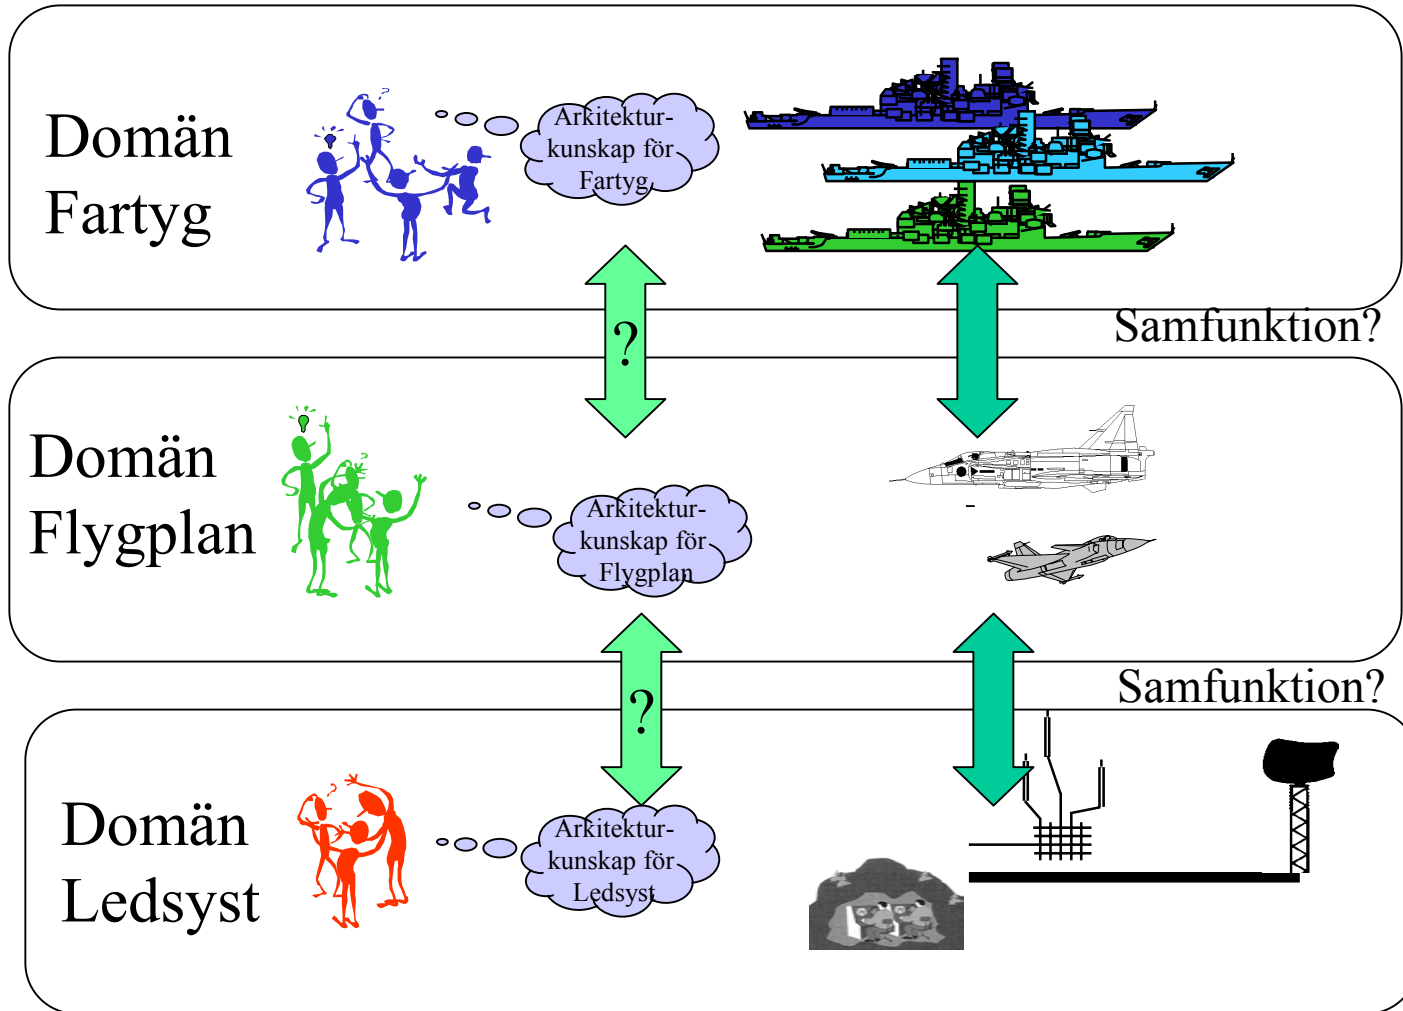 Domän
Fartyg
Arkitektur-
kunskap för
Fartyg
?
Samfunktion?
?
Domän
Flygplan
Arkitektur-
kunskap för
Flygplan
?
Samfunktion?
?
Domän
Ledsyst
Arkitektur-
kunskap för
Ledsyst